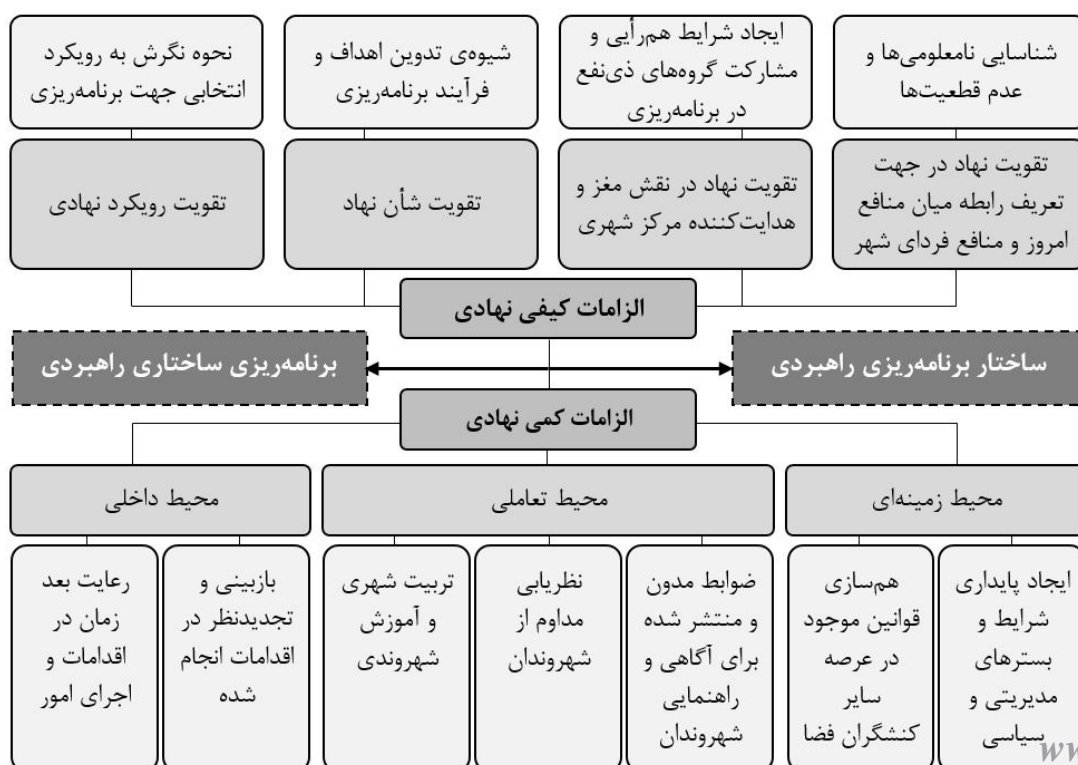 شناسایی نامعلومی‌ها و
عدم قطعیت‌ها
ایجاد شرایط هم‌رأیی و
مشارکت گروه‌های ذی‌نفع
در برنامه‌ریزی
شیوه‌ی تدوین اهداف و
فرآیند برنامه‌ریزی
نحوه نگرش به رویکرد
انتخابی جهت برنامه‌ریزی
تقویت نهاد در جهت
تعریف رابطه میان منافع
امروز و منافع فردای شهر
تقویت نهاد در نقش مغز و
هدایت‌کننده مرکز شهری
تقویت شأن نهاد
تقویت رویکرد نهادی
الزامات کیفی نهادی
ساختار برنامه‌ریزی راهبردی
برنامه‌ریزی ساختاری راهبردی
الزامات کمی نهادی
محیط زمینه‌ای
محیط تعاملی
محیط داخلی
ایجاد پایداری
شرایط و
بسترهای
مدیریتی و
سیاسی
هم‌سازی
قوانین موجود
در عرصه
سایر
کنشگران فضا
ضوابط مدون
و منتشر شده
برای آگاهی و
راهنمایی
شهروندان
نظریابی
مداوم از
شهروندان
تربیت شهری
و آموزش
شهروندی
بازبینی و
تجدیدنظر در
اقدامات انجام
شده
رعایت بعد
زمان در
اقدامات و
اجرای امور